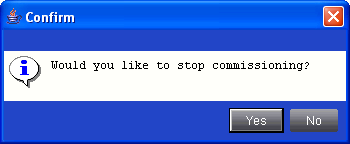 Confirm
Would you like to stop commissioning?
Yes No